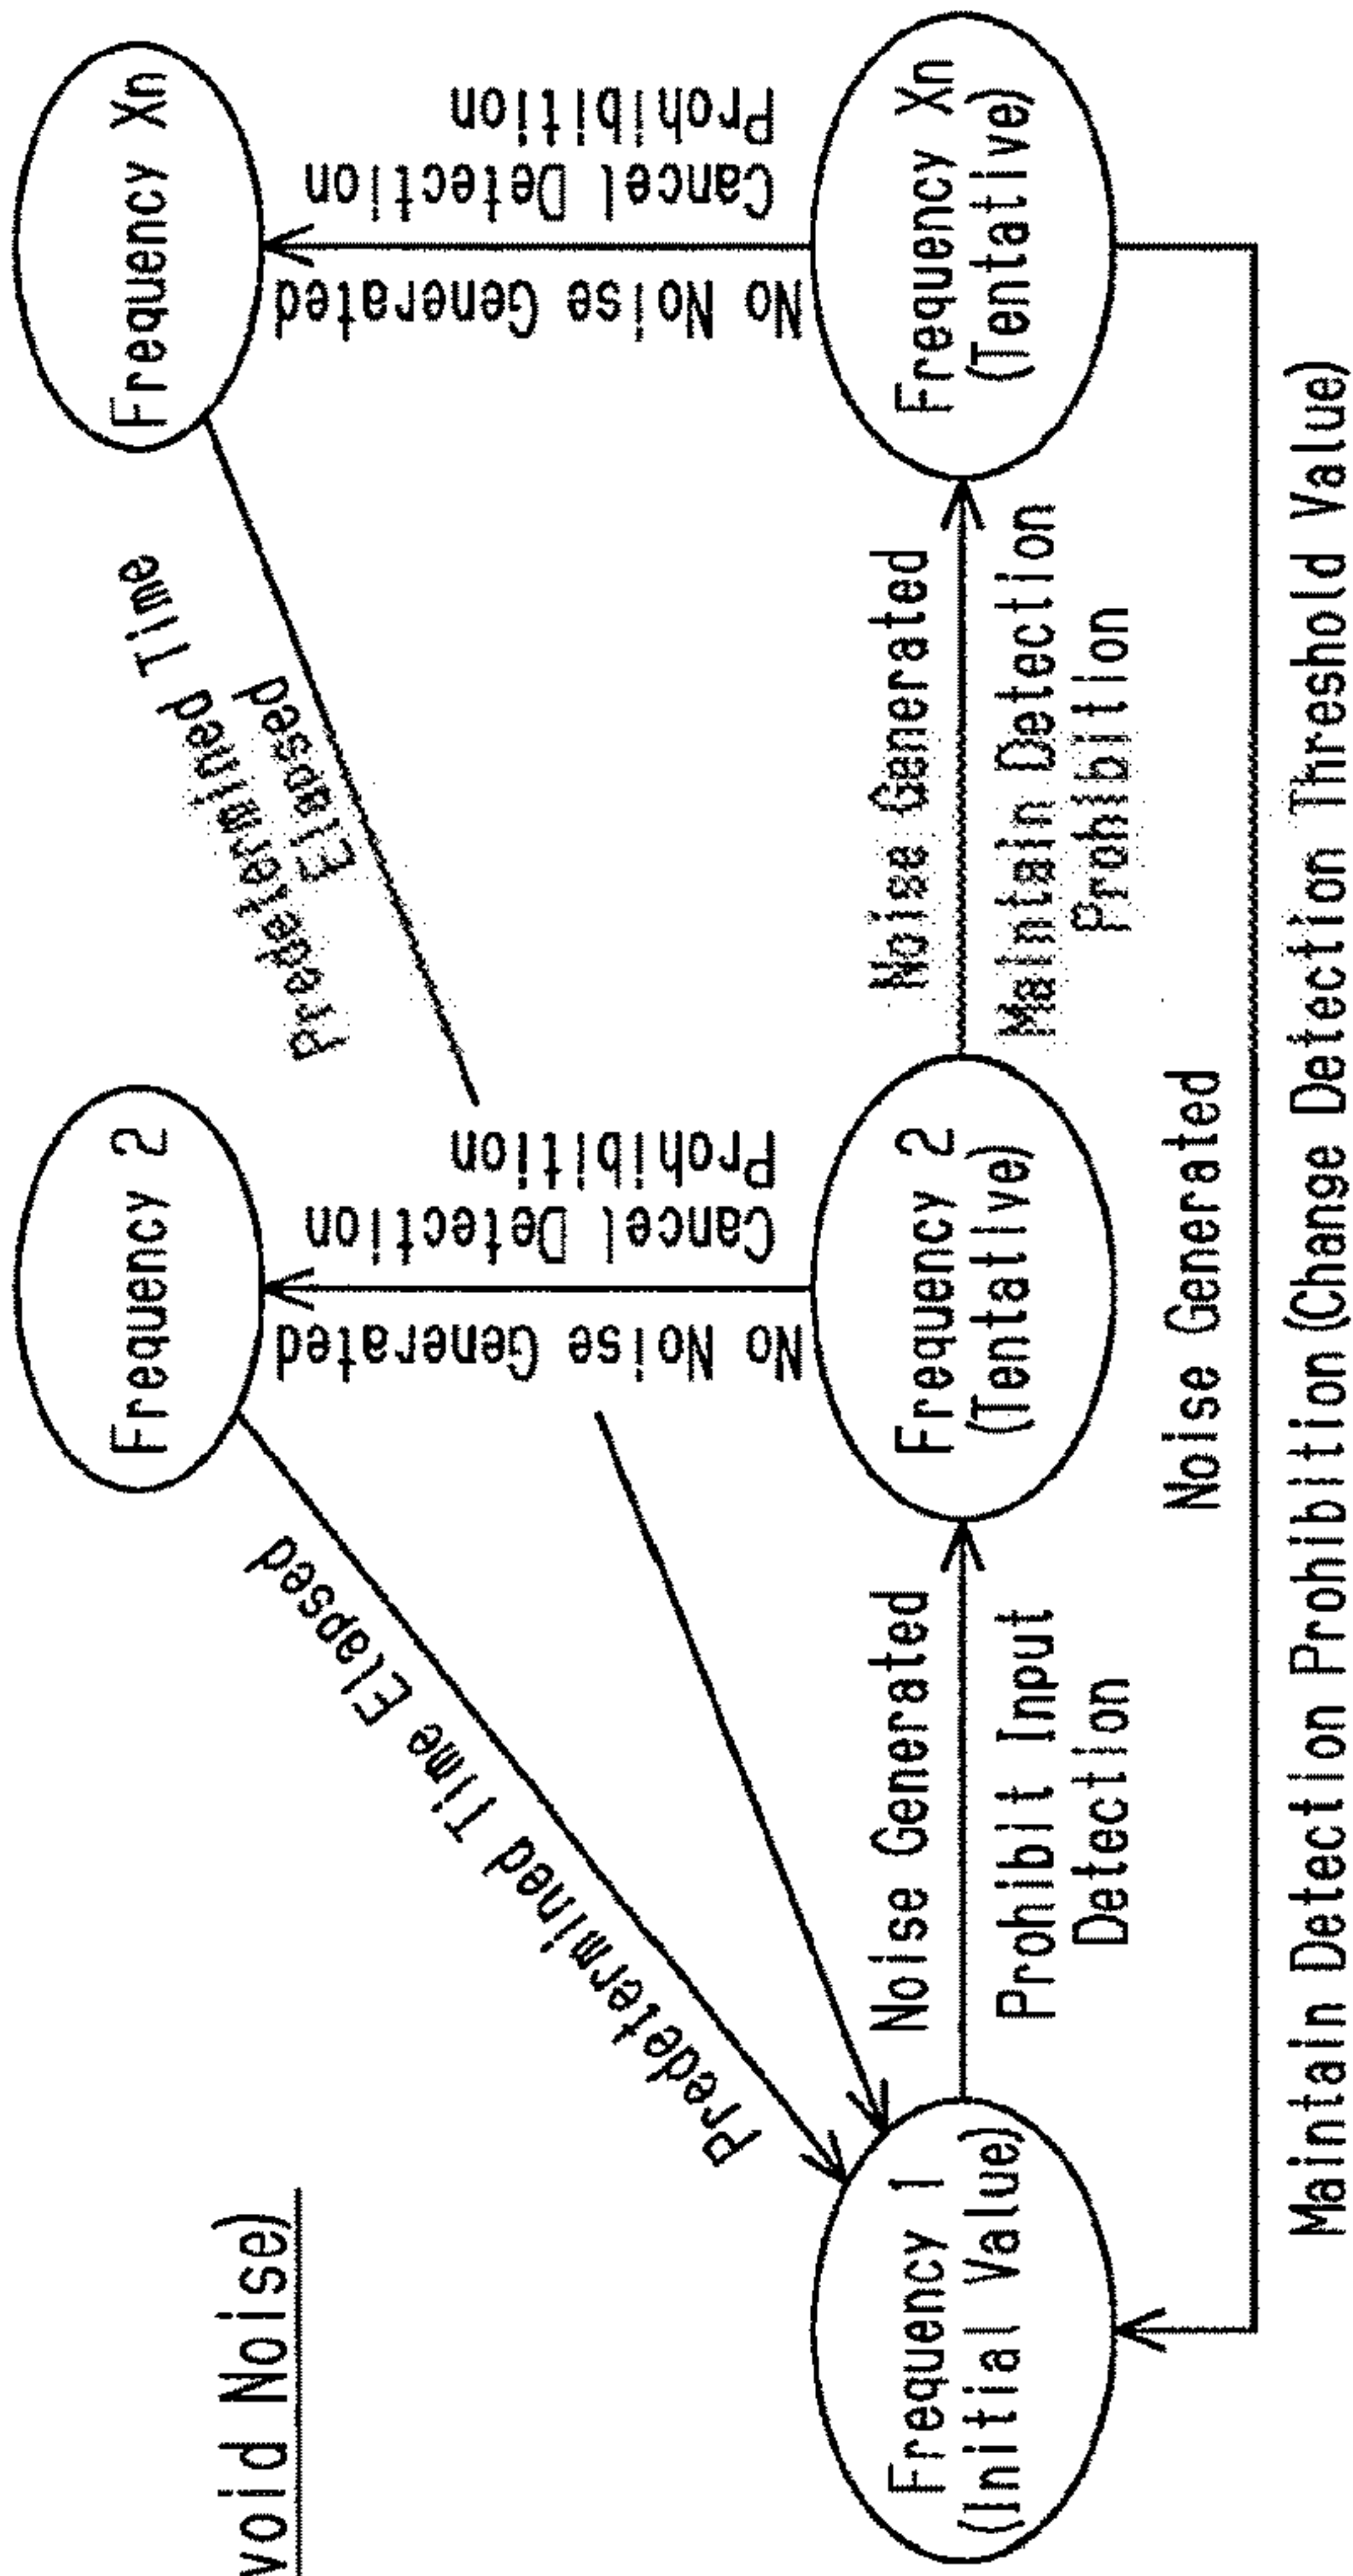 void Noise)
Frequency 2
Frequency Xn
Predetermined Time Elapsed
Predetermined Time
Elapsed
No Noise Generated
Cancel Detection
Prohibition
No Noise Generated
Cancel Detection
Prohibition
Frequency 1
(Initial Value)
Noise Generated
Prohibit Input
Detection
Frequency 2
(Tentative)
Noise Generated
Maintain Detection
Prohibition
Frequency Xn
(Tentative)
Noise Generated
Maintain Detection Prohibition (Change Detection Threshold Value)